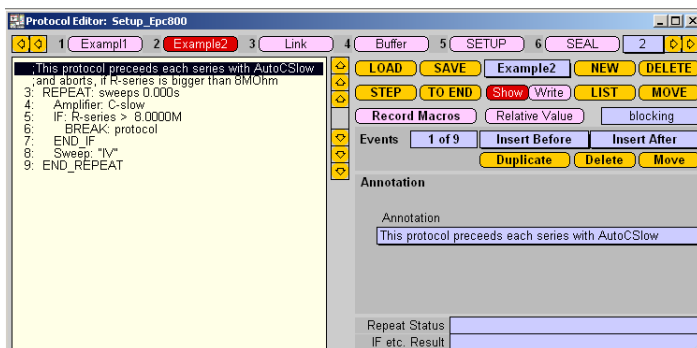 Protocol Editor: Setup_Epc800
1 Exampl1 2 Example2 3 Link 4 Buffer 5 SETUP 6 SEAL 2
;This protocol preceeds each series with AutoCSlow
;and aborts, if R-series is bigger than 8MOhm
3: REPEAT: sweeps 0.000s
4: Amplifier: C-slow
5: IF: R-series > 8.0000M
6: BREAK: protocol
7: END_IF
8: Sweep: "IV"
9: END_REPEAT
LOAD SAVE Example2 NEW DELETE
STEP TO END Show Write LIST MOVE
Record Macros Relative Value blocking
Events 1 of 9 Insert Before Insert After
Duplicate Delete Move
Annotation
Annotation
This protocol preceeds each series with AutoCSlow
Repeat Status
IF etc. Result